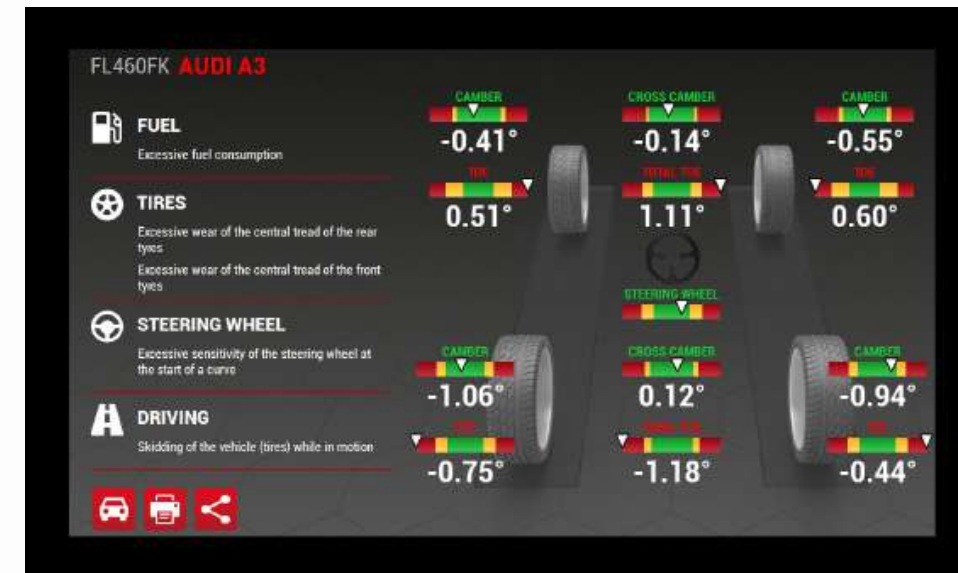 FL460FK AUDI A3
FUEL
Excessive fuel consumption
TIRES
Excessive wear of the central tread of the rear
tyres
Excessive wear of the central tread of the front
tyres
STEERING WHEEL
Excessive sensitivity of the steering wheel at
the start of a curve
DRIVING
Skidding of the vehicle (tires) while in motion
CAMBER CROSS CAMBER CAMBER
-0.41° -0.14° -0.55°
TOE TOTAL TOE TOE
0.51° 1.11° 0.60°
STEERING WHEEL
CAMBER CROSS CAMBER CAMBER
-1.06° 0.12° -0.94°
TOE TOTAL TOE TOE
-0.75° -1.18° -0.44°